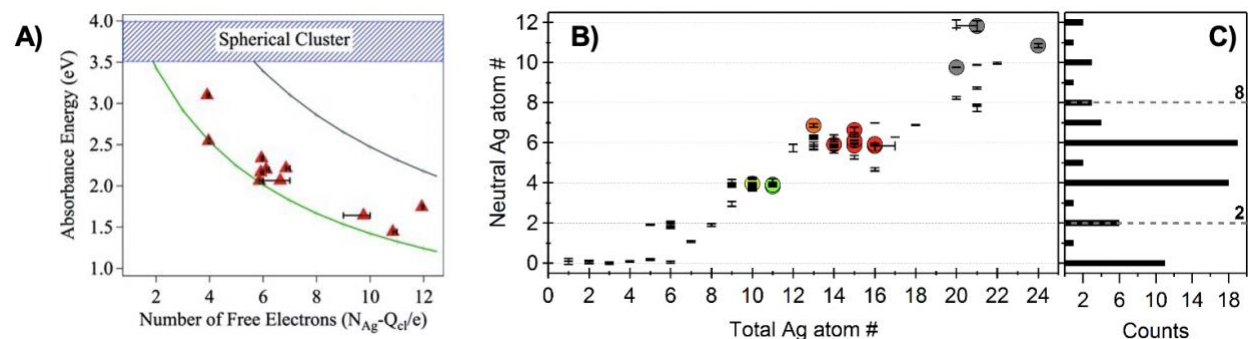 A)
4.0
3.5
3.0
2.5
2.0
1.5
1.0
Absorbance Energy (eV)
Spherical Cluster
2 4 6 8 10 12
Number of Free Electrons (N_Ag-Q_cl/e)
B)
12
10
8
6
4
2
0
Neutral Ag atom #
0 2 4 6 8 10 12 14 16 18 20 22 24
Total Ag atom #
C)
8
2
2 6 10 14 18
Counts